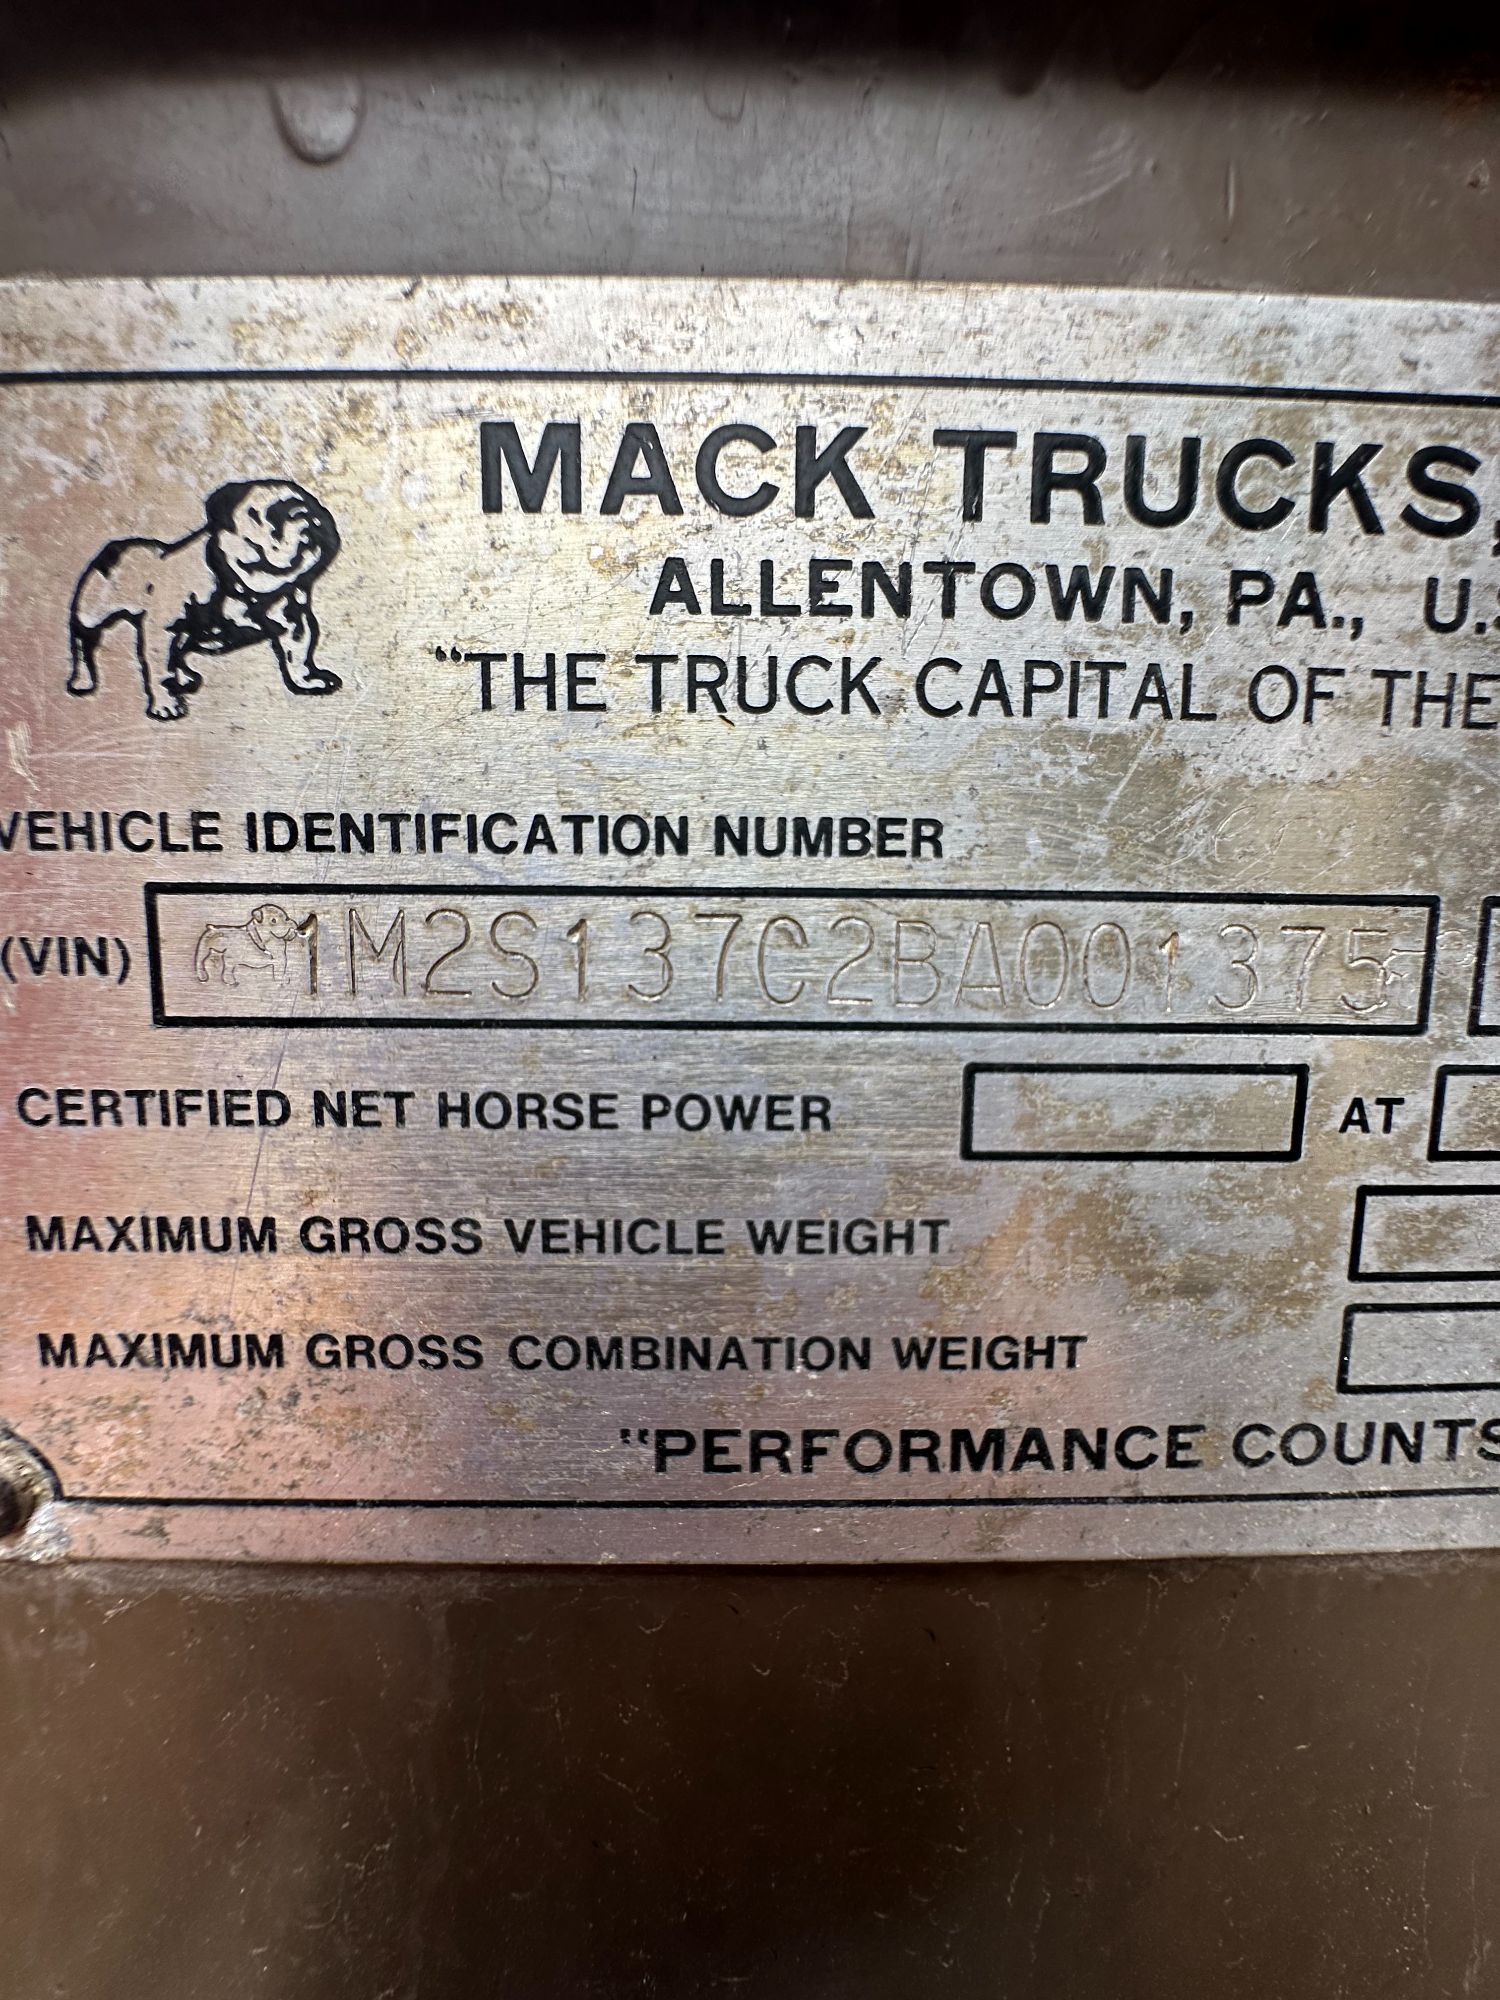 MACK TRUCKS,
ALLENTOWN, PA., U.S
"THE TRUCK CAPITAL OF THE
VEHICLE IDENTIFICATION NUMBER
(VIN) 1M2S137C2BA001375
CERTIFIED NET HORSE POWER AT
MAXIMUM GROSS VEHICLE WEIGHT
MAXIMUM GROSS COMBINATION WEIGHT
"PERFORMANCE COUNTS